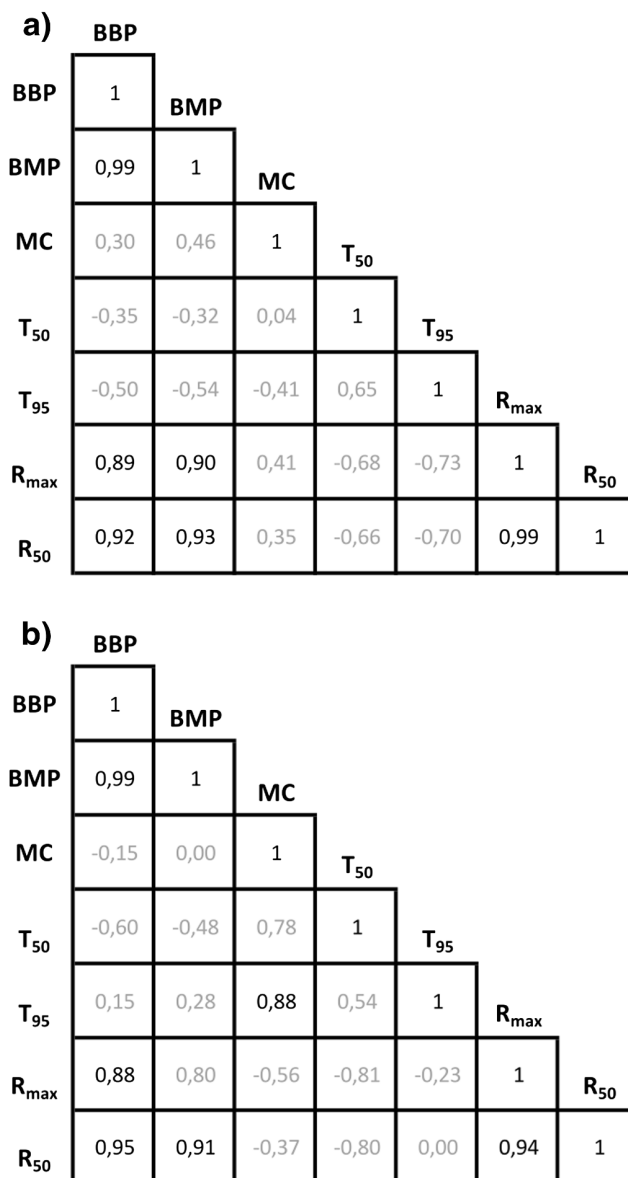 a)
BBP
BBP 1
BMP
BMP 0,99 1
MC
MC 0,30 0,46 1
T50
T50 -0,35 -0,32 0,04 1
T95
T95 -0,50 -0,54 -0,41 0,65 1
Rmax
Rmax 0,89 0,90 0,41 -0,68 -0,73 1
R50
R50 0,92 0,93 0,35 -0,66 -0,70 0,99 1
b)
BBP
BBP 1
BMP
BMP 0,99 1
MC
MC -0,15 0,00 1
T50
T50 -0,60 -0,48 0,78 1
T95
T95 0,15 0,28 0,88 0,54 1
Rmax
Rmax 0,88 0,80 -0,56 -0,81 -0,23 1
R50
R50 0,95 0,91 -0,37 -0,80 0,00 0,94 1